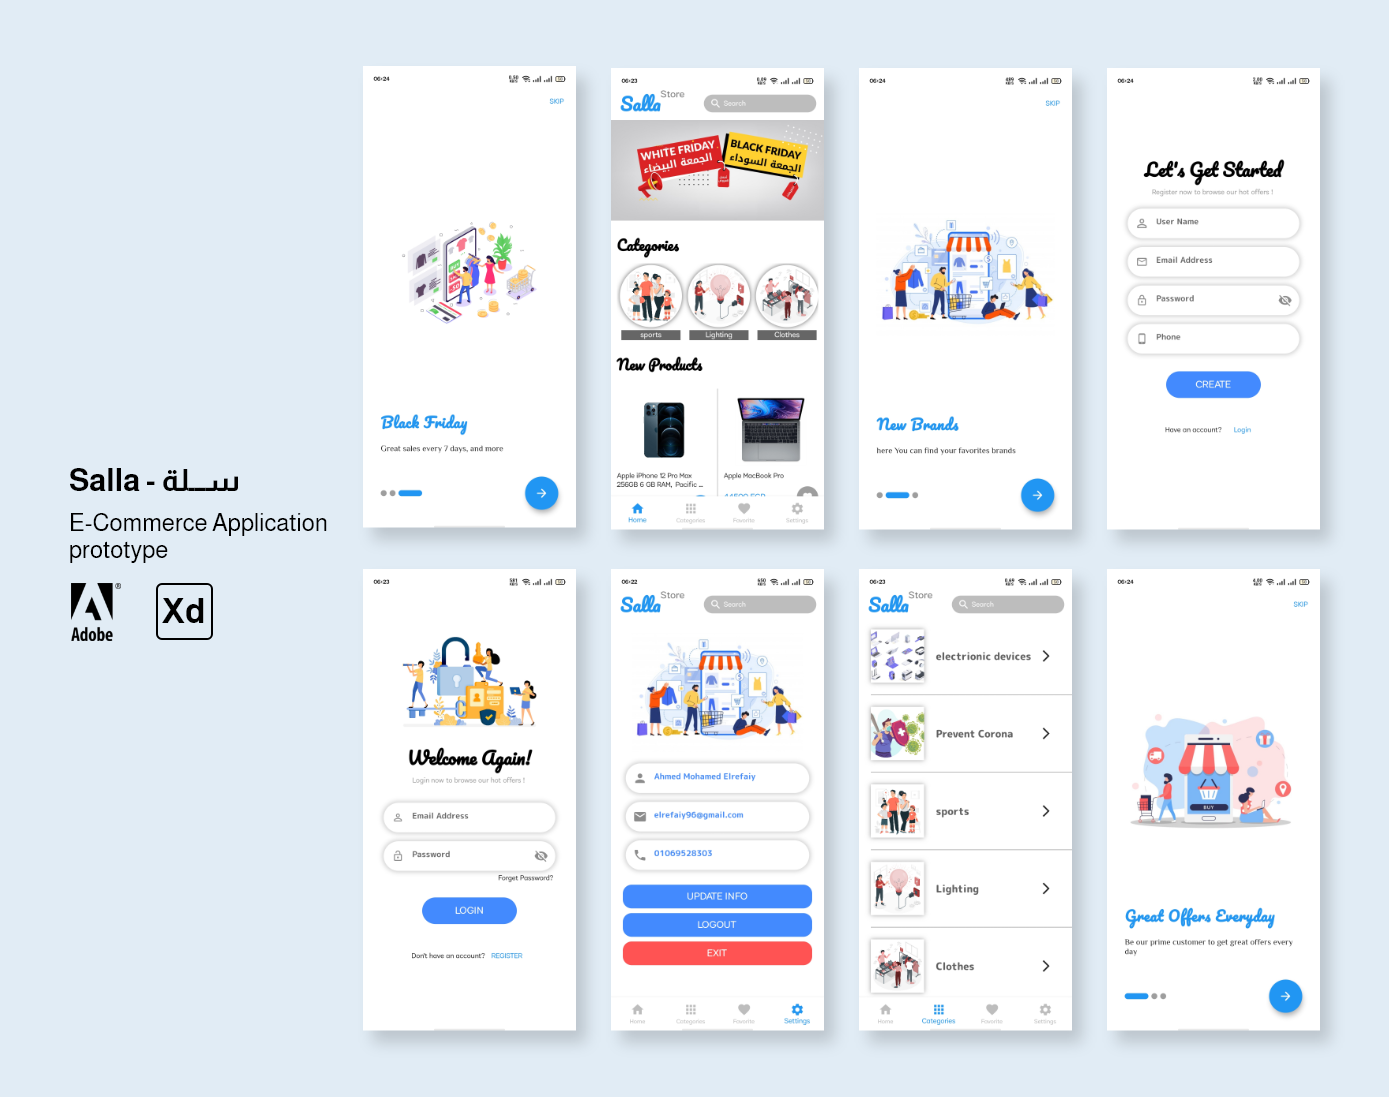 Salla - ســـلة
E-Commerce Application
prototype
Adobe
®
Xd
06:24
SKIP
Black Friday
Great sales every 7 days, and more
06:23
Salla Store
Search
WHITE FRIDAY
الجمعة البيضاء
BLACK FRIDAY
الجمعة السوداء
Categories
sports
Lighting
Clothes
New Products
Apple iPhone 12 Pro Max
256GB 6 GB RAM, Pacific ...
Apple MacBook Pro
44500 EGP
Home
Categories
Favorite
Settings
06:24
SKIP
New Brands
here You can find your favorites brands
06:24
Let's Get Started
Register now to browse our hot offers !
User Name
Email Address
Password
Phone
CREATE
Have an account? Login
06:23
Welcome Again!
Login now to browse our hot offers !
Email Address
Password
Forget Password?
LOGIN
Don't have an account? REGISTER
06:22
Salla Store
Search
Ahmed Mohamed Elrefaiy
elrefaiy96@gmail.com
01069528303
UPDATE INFO
LOGOUT
EXIT
Home
Categories
Favorite
Settings
06:23
Salla Store
Search
electrionic devices
Prevent Corona
sports
Lighting
Clothes
Home
Categories
Favorite
Settings
06:24
SKIP
BUY
Great Offers Everyday
Be our prime customer to get great offers every
day